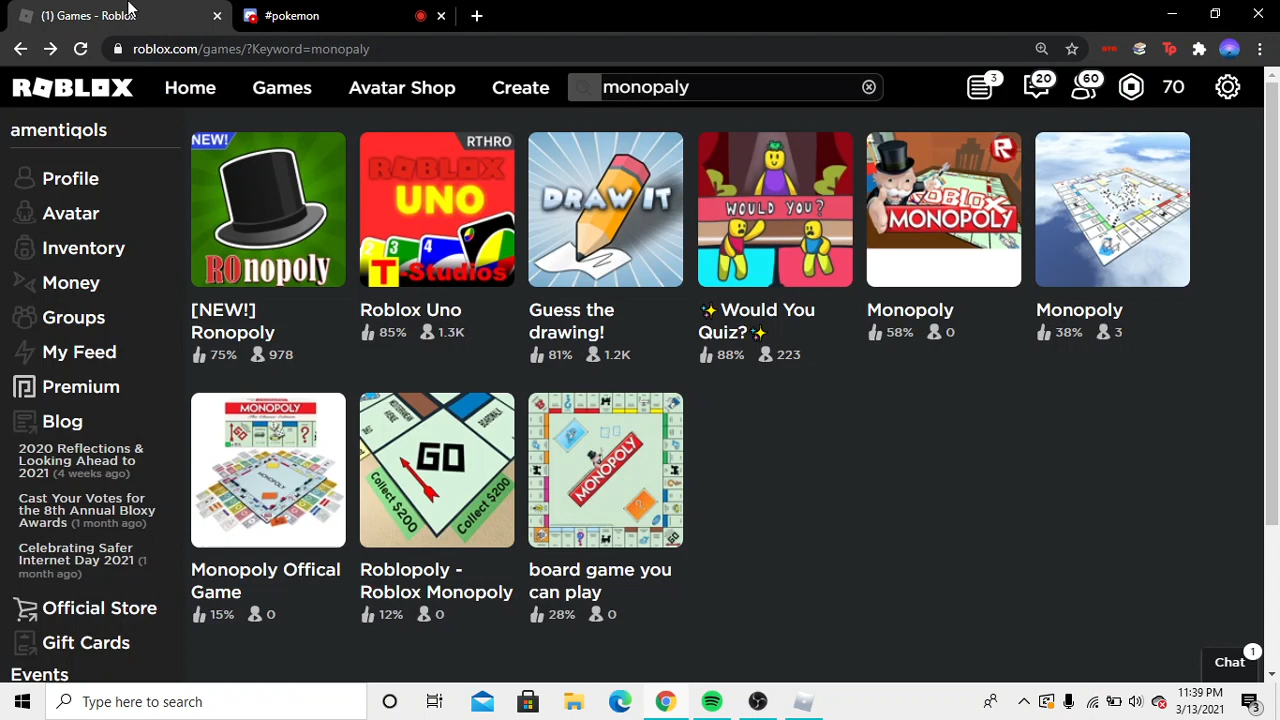 (1) Games - Roblox
#pokemon
roblox.com/games/?Keyword=monopaly
ROBLOX
Home
Games
Avatar Shop
Create
monopaly
3
20
60
70
amentiqols
Profile
Avatar
Inventory
Money
Groups
My Feed
Premium
Blog
2020 Reflections &
Looking Ahead to
2021 (4 weeks ago)
Cast Your Votes for
the 8th Annual Bloxy
Awards (1 month ago)
Celebrating Safer
Internet Day 2021 (1
month ago)
Official Store
Gift Cards
Events
NEW!
ROnopoly
[NEW!]
Ronopoly
75% 978
RTHRO
ROBLOX
UNO
T Studios
Roblox Uno
85% 1.3K
DRAW IT
Guess the
drawing!
81% 1.2K
WOULD YOU?
✨Would You
Quiz?✨
88% 223
ROBLOX
MONOPOLY
Monopoly
58% 0
Monopoly
38% 3
MONOPOLY
Monopoly Offical
Game
15% 0
GO
Collect $200
Collect $200
Roblopoly -
Roblox Monopoly
12% 0
MONOPOLY
board game you
can play
28% 0
Chat
1
Type here to search
11:39 PM
3/13/2021
3